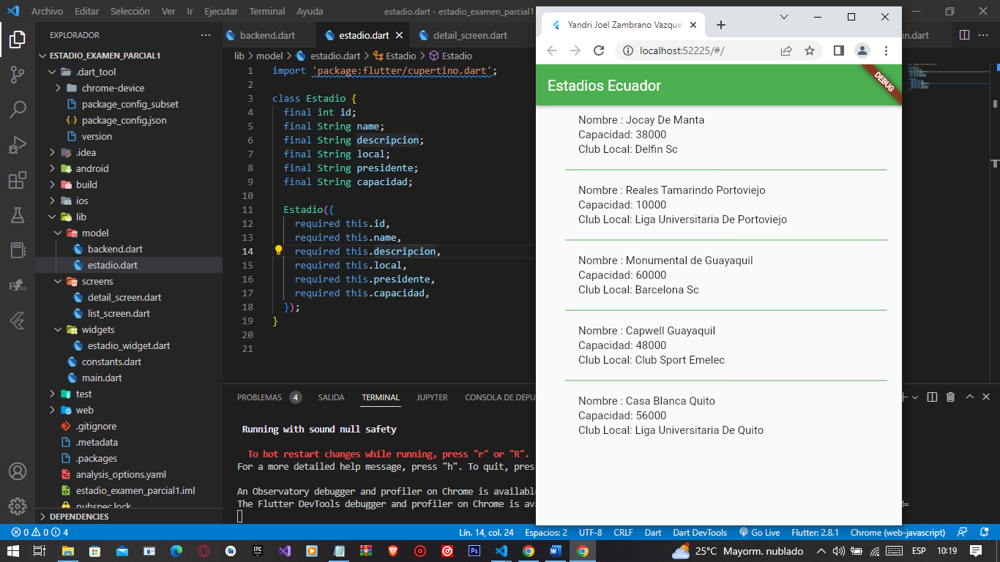 Archivo Editar Selección Ver Ir Ejecutar Terminal Ayuda
estadio.dart - estadio_examen_parcial1
EXPLORADOR
ESTADIO_EXAMEN_PARCIAL1
.dart_tool
chrome-device
package_config_subset
package_config.json
version
.idea
android
build
ios
lib
model
backend.dart
estadio.dart
screens
detail_screen.dart
list_screen.dart
widgets
estadio_widget.dart
constants.dart
main.dart
test
web
.gitignore
.metadata
.packages
analysis_options.yaml
estadio_examen_parcial1.iml
pubspec.lock
DEPENDENCIES
backend.dart estadio.dart detail_screen.dart
lib > model > estadio.dart > Estadio > Estadio
1 import 'package:flutter/cupertino.dart';
2
3 class Estadio {
4 final int id;
5 final String name;
6 final String descripcion;
7 final String local;
8 final String presidente;
9 final String capacidad;
10
11 Estadio({
12 required this.id,
13 required this.name,
14 required this.descripcion,
15 required this.local,
16 required this.presidente,
17 required this.capacidad,
18 });
19 }
20
21
PROBLEMAS 4 SALIDA TERMINAL JUPYTER CONSOLA DE DEPU
Running with sound null safety
To hot restart changes while running, press "r" or "R".
For a more detailed help message, press "h". To quit, pres
An Observatory debugger and profiler on Chrome is available
The Flutter DevTools debugger and profiler on Chrome is ava
Yandri Joel Zambrano Vazque
localhost:52225/#/
Estadios Ecuador
DEBUG
Nombre : Jocay De Manta
Capacidad: 38000
Club Local: Delfin Sc
Nombre : Reales Tamarindo Portoviejo
Capacidad: 10000
Club Local: Liga Universitaria De Portoviejo
Nombre : Monumental de Guayaquil
Capacidad: 60000
Club Local: Barcelona Sc
Nombre : Capwell Guayaquil
Capacidad: 48000
Club Local: Club Sport Emelec
Nombre : Casa Blanca Quito
Capacidad: 56000
Club Local: Liga Universitaria De Quito
in.dart
0 0 4 Lín. 14, col. 24 Espacios: 2 UTF-8 CRLF Dart Dart DevTools Go Live Flutter: 2.8.1 Chrome (web-javascript)
25°C Mayorm. nublado ESP 10:19